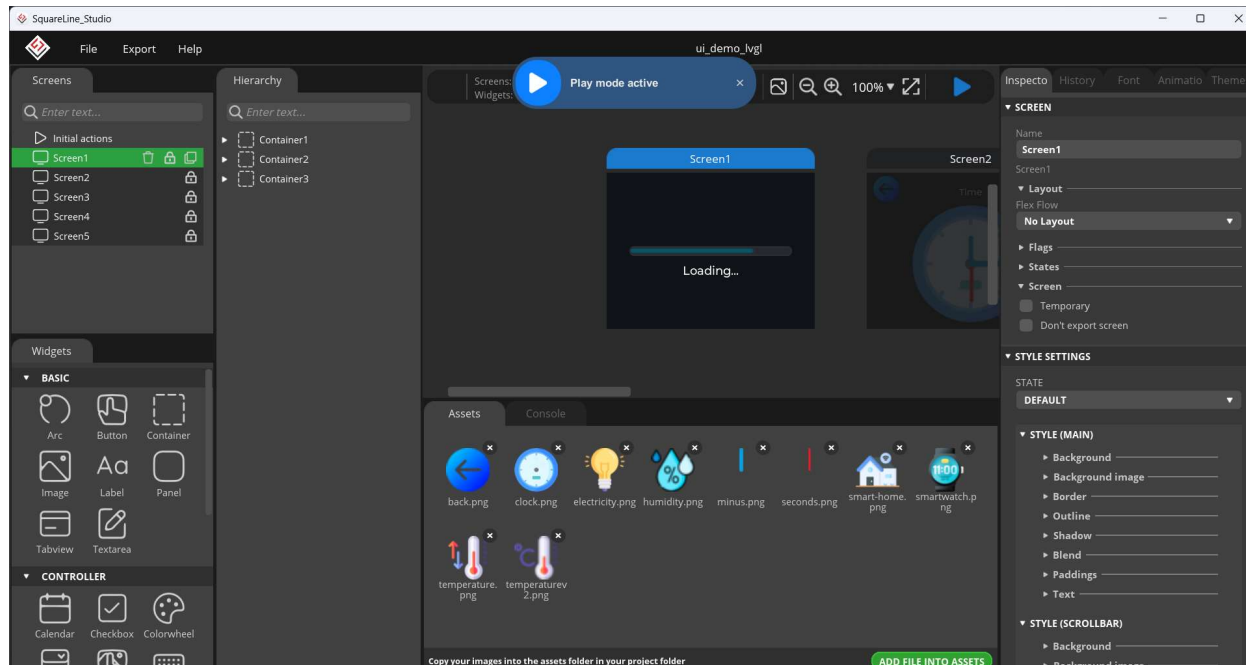 SquareLine_Studio
File Export Help
ui_demo_lvgl
Screens
Enter text...
Initial actions
Screen1
Screen2
Screen3
Screen4
Screen5
Hierarchy
Enter text...
Container1
Container2
Container3
Screens:
Widgets:
Play mode active
100%
Screen1
Loading...
Screen2
Time
Inspecto History Font Animatio Theme
SCREEN
Name
Screen1
Screen1
Layout
Flex Flow
No Layout
Flags
States
Screen
Temporary
Don't export screen
STYLE SETTINGS
STATE
DEFAULT
STYLE (MAIN)
Background
Background image
Border
Outline
Shadow
Blend
Paddings
Text
STYLE (SCROLLBAR)
Background
Background image
Widgets
BASIC
Arc Button Container
Image Label Panel
Tabview Textarea
CONTROLLER
Calendar Checkbox Colorwheel
Assets Console
11:00
back.png clock.png electricity.png humidity.png minus.png seconds.png smart-home. smartwatch.p
png ng
temperature. temperaturev
png 2.png
Copy your images into the assets folder in your project folder
ADD FILE INTO ASSETS